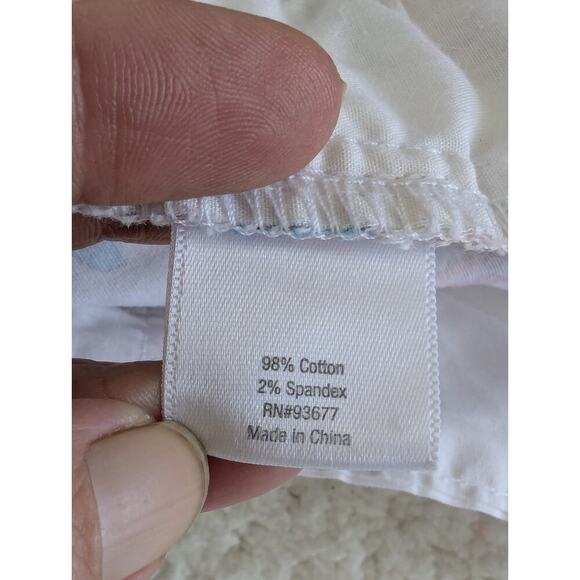 98% Cotton
2% Spandex
RN#93677
Made in China